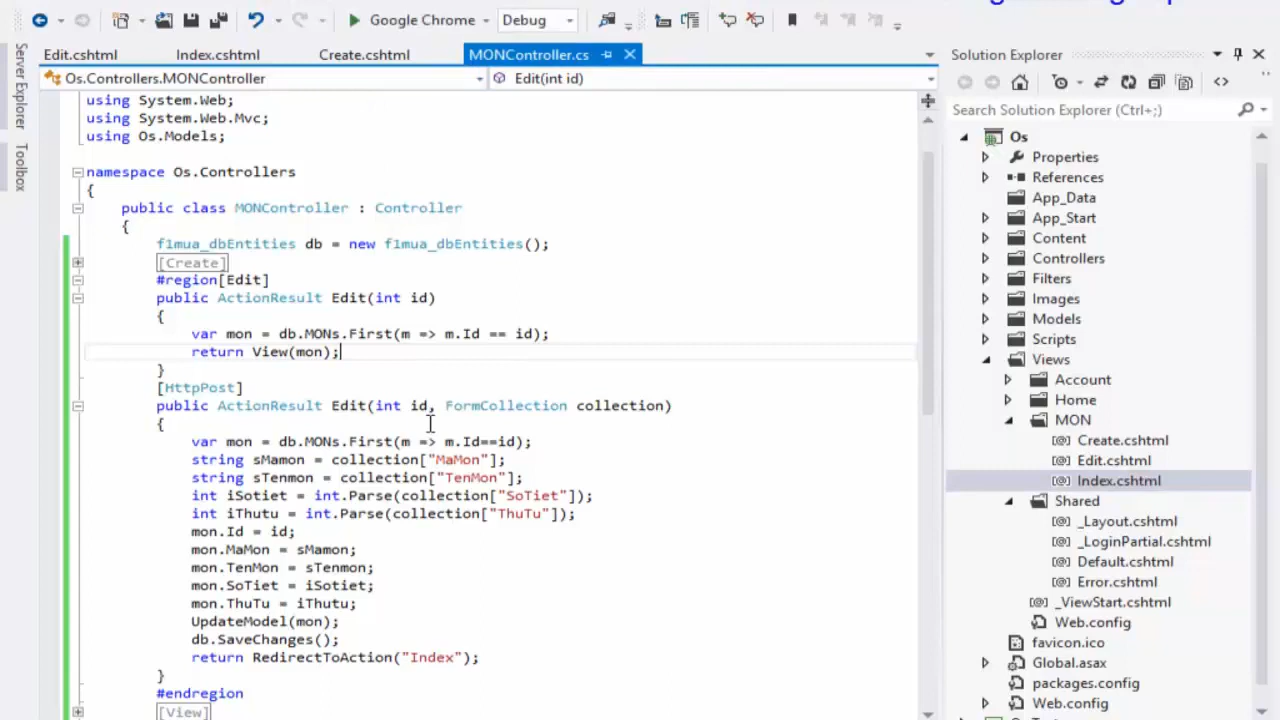 Google Chrome
Debug
Edit.cshtml
Index.cshtml
Create.cshtml
MONController.cs
Os.Controllers.MONController
Edit(int id)
Server Explorer
Toolbox
using System.Web;
using System.Web.Mvc;
using Os.Models;
namespace Os.Controllers
{
public class MONController : Controller
{
f1mua_dbEntities db = new f1mua_dbEntities();
[Create]
#region[Edit]
public ActionResult Edit(int id)
{
var mon = db.MONs.First(m => m.Id == id);
return View(mon);
}
[HttpPost]
public ActionResult Edit(int id, FormCollection collection)
{
var mon = db.MONs.First(m => m.Id==id);
string sMamon = collection["MaMon"];
string sTenmon = collection["TenMon"];
int iSotiet = int.Parse(collection["SoTiet"]);
int iThutu = int.Parse(collection["ThuTu"]);
mon.Id = id;
mon.MaMon = sMamon;
mon.TenMon = sTenmon;
mon.SoTiet = iSotiet;
mon.ThuTu = iThutu;
UpdateModel(mon);
db.SaveChanges();
return RedirectToAction("Index");
}
#endregion
[View]
Solution Explorer
Search Solution Explorer (Ctrl+;)
Os
Properties
References
App_Data
App_Start
Content
Controllers
Filters
Images
Models
Scripts
Views
Account
Home
MON
Create.cshtml
Edit.cshtml
Index.cshtml
Shared
_Layout.cshtml
_LoginPartial.cshtml
Default.cshtml
Error.cshtml
_ViewStart.cshtml
Web.config
favicon.ico
Global.asax
packages.config
Web.config